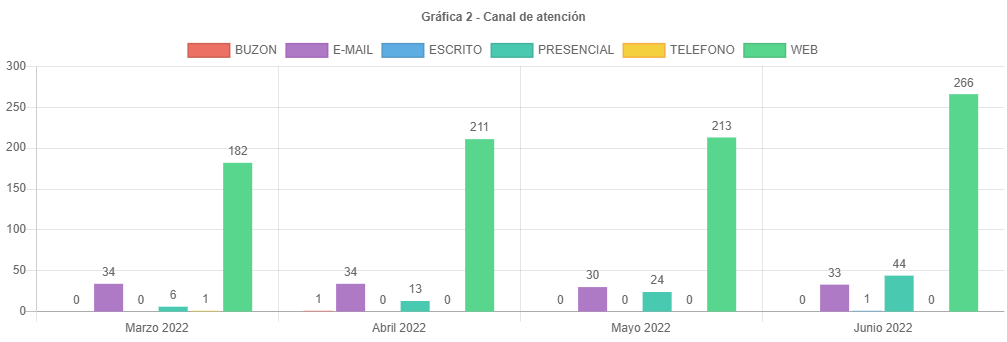 Gráfica 2 - Canal de atención
BUZON E-MAIL ESCRITO PRESENCIAL TELEFONO WEB
300
250
200
150
100
50
0
0 34 0 6 1 182
1 34 0 13 0 211
0 30 0 24 0 213
0 33 1 44 0 266
Marzo 2022 Abril 2022 Mayo 2022 Junio 2022